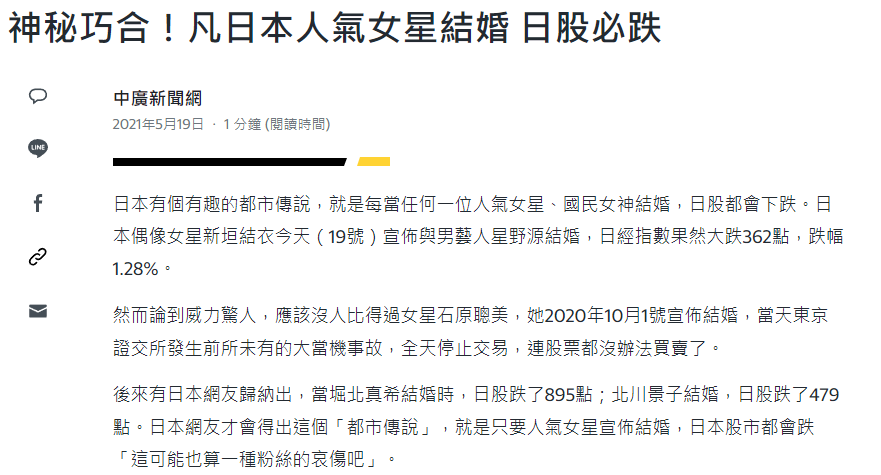 神秘巧合！凡日本人氣女星結婚 日股必跌
中廣新聞網
2021年5月19日 · 1 分鐘 (閱讀時間)
LINE
日本有個有趣的都市傳說，就是每當任何一位人氣女星、國民女神結婚，日股都會下跌。日
本偶像女星新垣結衣今天（19號）宣佈與男藝人星野源結婚，日經指數果然大跌362點，跌幅
1.28%。
然而論到威力驚人，應該沒人比得過女星石原聰美，她2020年10月1號宣佈結婚，當天東京
證交所發生前所未有的大當機事故，全天停止交易，連股票都沒辦法買賣了。
後來有日本網友歸納出，當堀北真希結婚時，日股跌了895點；北川景子結婚，日股跌了479
點。日本網友才會得出這個「都市傳說」，就是只要人氣女星宣佈結婚，日本股市都會跌
「這可能也算一種粉絲的哀傷吧」。